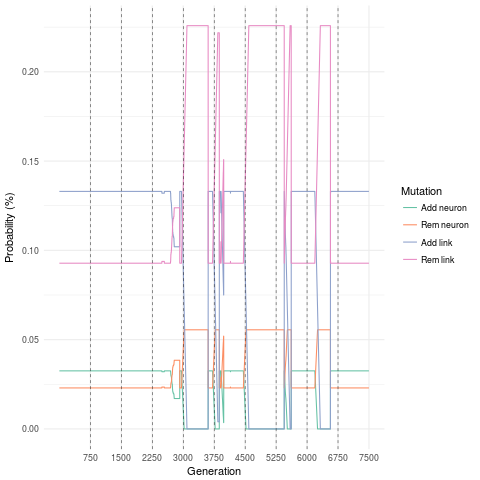 0.20
0.15
0.10
0.05
0.00
Probability (%)
750 1500 2250 3000 3750 4500 5250 6000 6750 7500
Generation
Mutation
Add neuron
Rem neuron
Add link
Rem link